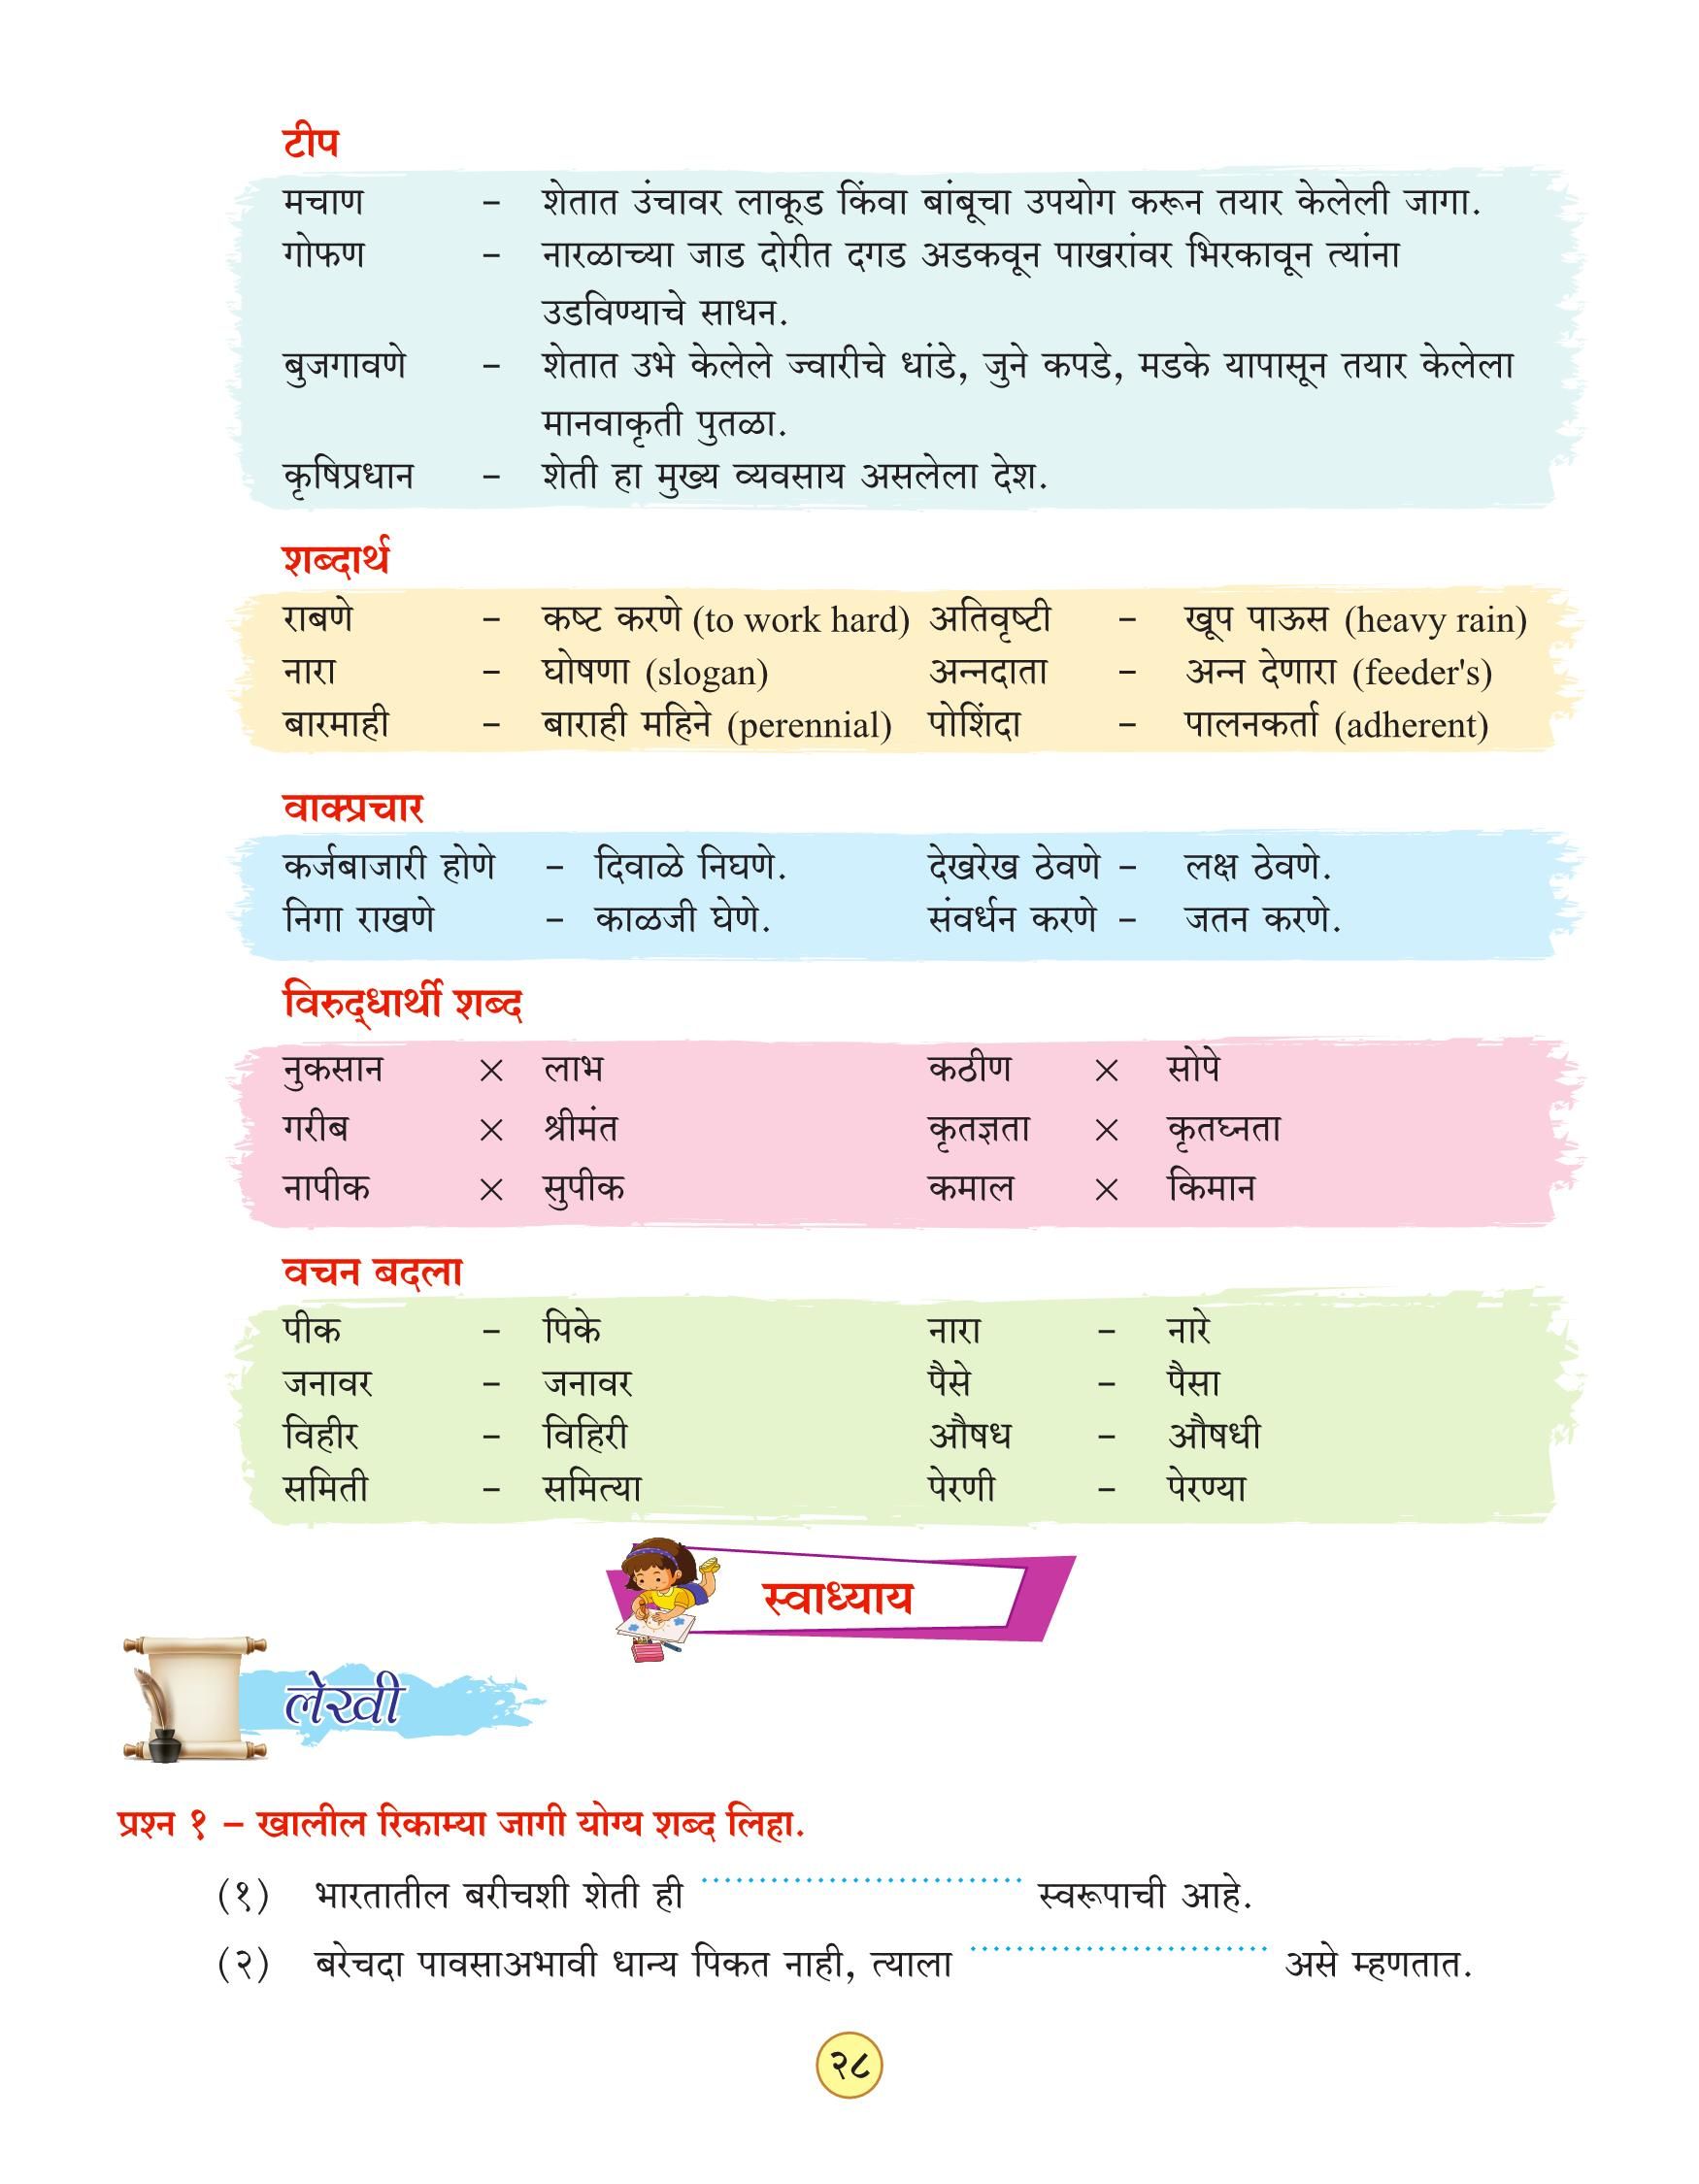 टीप
मचाण – शेतात उंचावर लाकूड किंवा बांबूचा उपयोग करून तयार केलेली जागा.
गोफण – नारळाच्या जाड दोरीत दगड अडकवून पाखरांवर भिरकावून त्यांना
उडविण्याचे साधन.
बुजगावणे – शेतात उभे केलेले ज्वारीचे धांडे, जुने कपडे, मडके यापासून तयार केलेला
मानवाकृती पुतळा.
कृषिप्रधान – शेती हा मुख्य व्यवसाय असलेला देश.
शब्दार्थ
राबणे – कष्ट करणे (to work hard) अतिवृष्टी – खूप पाऊस (heavy rain)
नारा – घोषणा (slogan) अन्नदाता – अन्न देणारा (feeder's)
बारमाही – बाराही महिने (perennial) पोशिंदा – पालनकर्ता (adherent)
वाक्प्रचार
कर्जबाजारी होणे – दिवाळे निघणे. देखरेख ठेवणे – लक्ष ठेवणे.
निगा राखणे – काळजी घेणे. संवर्धन करणे – जतन करणे.
विरुद्धार्थी शब्द
नुकसान × लाभ कठीण × सोपे
गरीब × श्रीमंत कृतज्ञता × कृतघ्नता
नापीक × सुपीक कमाल × किमान
वचन बदला
पीक – पिके नारा – नारे
जनावर – जनावर पैसे – पैसा
विहीर – विहिरी औषध – औषधी
समिती – समित्या पेरणी – पेरण्या
स्वाध्याय
लेखी
प्रश्न १ – खालील रिकाम्या जागी योग्य शब्द लिहा.
(१) भारतातील बरीचशी शेती ही .......................... स्वरूपाची आहे.
(२) बरेचदा पावसाअभावी धान्य पिकत नाही, त्याला .......................... असे म्हणतात.
२८